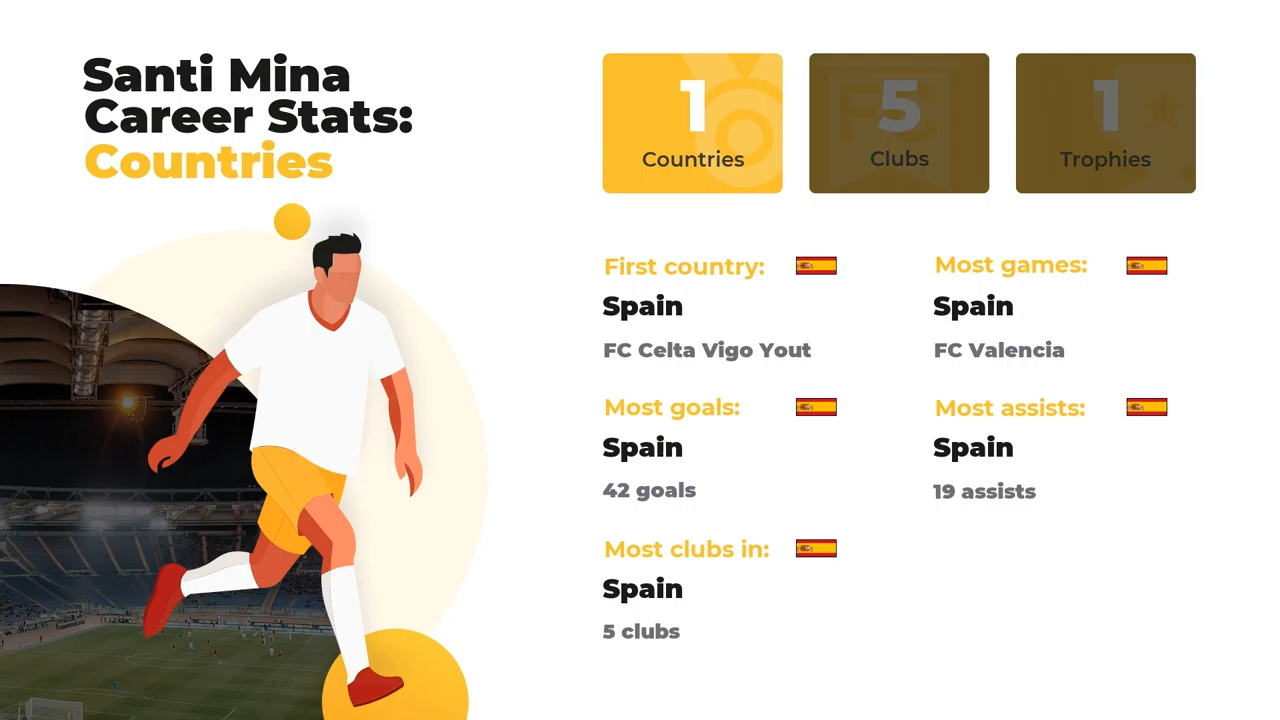 Santi Mina
Career Stats:
Countries
1
Countries
5
Clubs
1
Trophies
First country:
Spain
FC Celta Vigo Yout
Most games:
Spain
FC Valencia
Most goals:
Spain
42 goals
Most assists:
Spain
19 assists
Most clubs in:
Spain
5 clubs